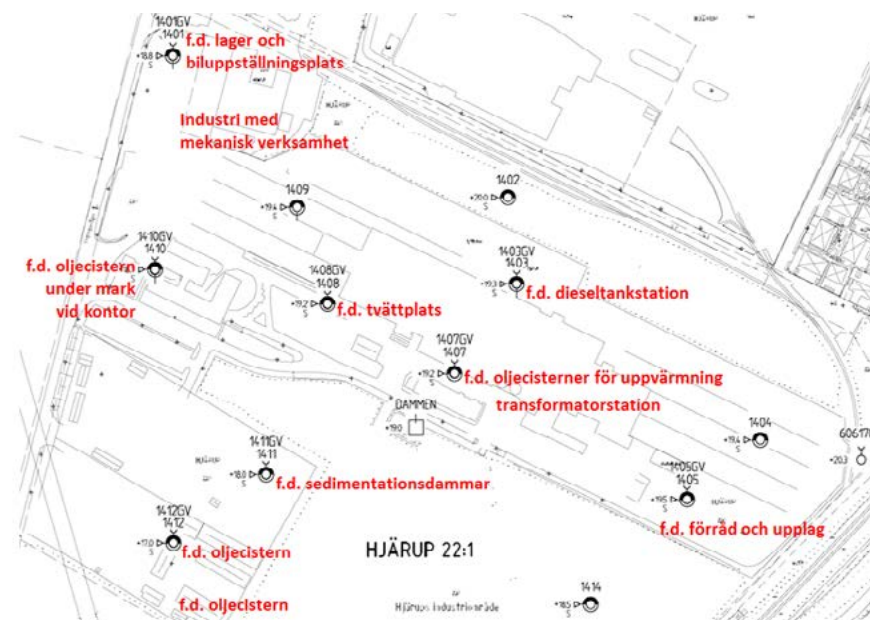 1401GV
1401
+18.8
S
f.d. lager och
biluppställningsplats
HJÄRUP
Industri med
mekanisk verksamhet
1409
+19.4
S
1402
+20.0
S
1410GV
1410
S
f.d. oljecistern
under mark
vid kontor
1408GV
1408
+19.2
S
f.d. tvättplats
1403GV
1403
+19.3
S
f.d. dieseltankstation
1407GV
1407
+19.2
S
f.d. oljecisterner för uppvärmning
transformatorstation
DAMMEN
+19.0
1404
+19.4
S
60617
+20.3
1411GV
1411
+18.0
S
HJÄRUP
f.d. sedimentationsdammar
1405GV
1405
+19.5
S
f.d. förråd och upplag
1412GV
1412
+17.0
S
f.d. oljecistern
HJÄRUP 22:1
f.d. oljecistern
Hjärups industriområde
1414
+18.5
S